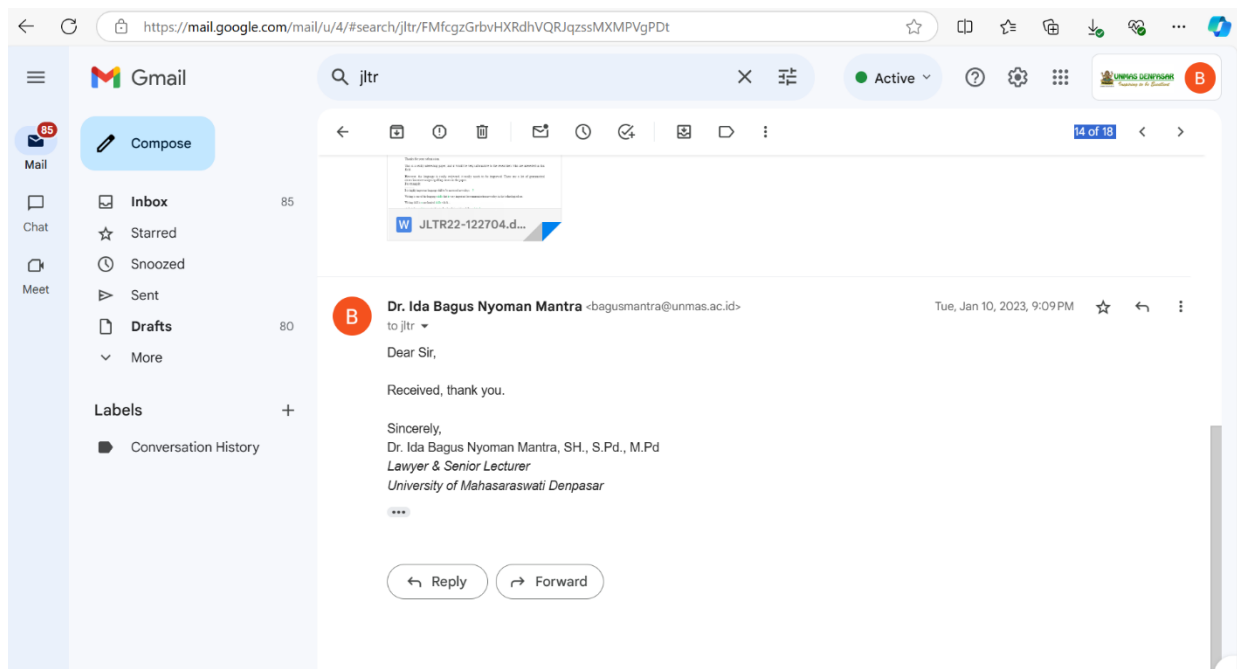 https://mail.google.com/mail/u/4/#search/jltr/FMfcgzGrbvHXRdhVQRJqzssMXMPVgPDt
Gmail
jltr
Active
UNMAS DENPASAR
B
85
Mail
Compose
14 of 18
Inbox 85
Chat
Starred
Snoozed
Meet
Sent
Drafts 80
More
Labels
Conversation History
W JLTR22-122704.d...
B
Dr. Ida Bagus Nyoman Mantra <bagusmantra@unmas.ac.id> Tue, Jan 10, 2023, 9:09 PM
to jltr
Dear Sir,
Received, thank you.
Sincerely,
Dr. Ida Bagus Nyoman Mantra, SH., S.Pd., M.Pd
Lawyer & Senior Lecturer
University of Mahasaraswati Denpasar
Reply
Forward